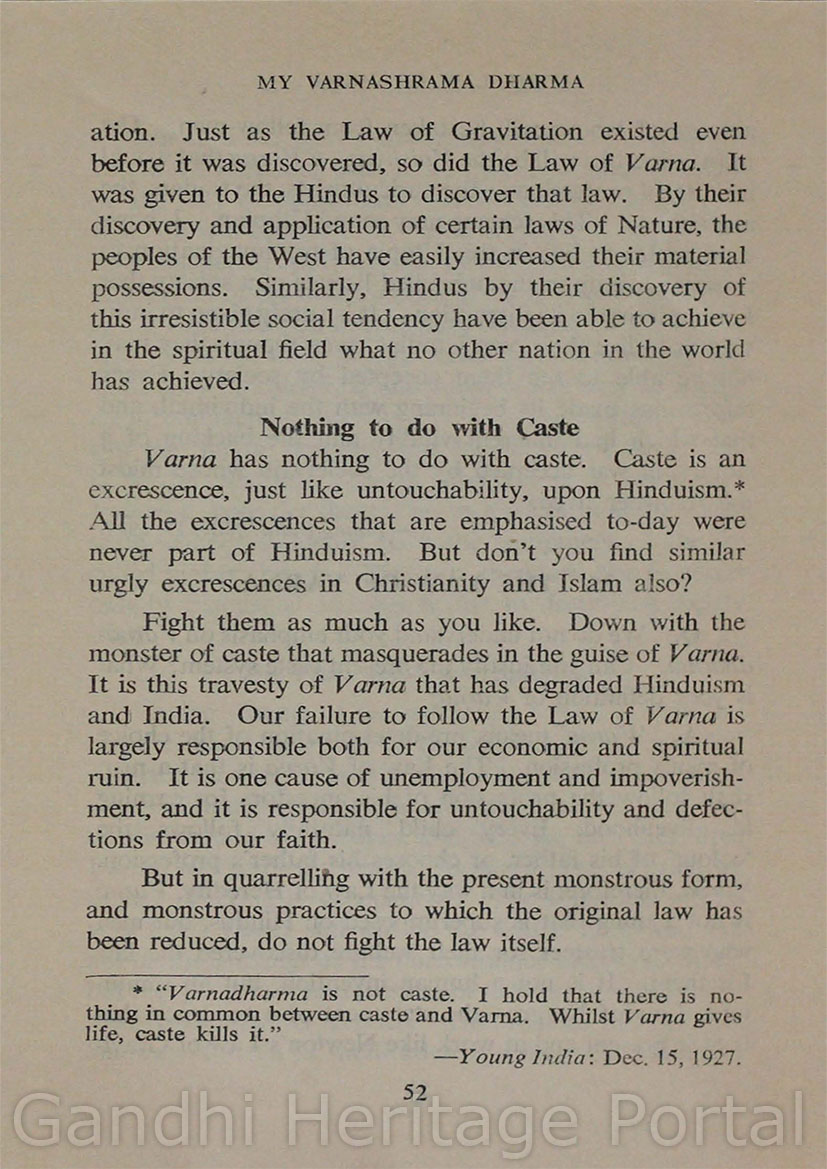 MY VARNASHRAMA DHARMA
ation. Just as the Law of Gravitation existed even
before it was discovered, so did the Law of Varna. It
was given to the Hindus to discover that law. By their
discovery and application of certain laws of Nature, the
peoples of the West have easily increased their material
possessions. Similarly, Hindus by their discovery of
this irresistible social tendency have been able to achieve
in the spiritual field what no other nation in the world
has achieved.
Nothing to do with Caste
Varna has nothing to do with caste. Caste is an
excrescence, just like untouchability, upon Hinduism.*
All the excrescences that are emphasised to-day were
never part of Hinduism. But don't you find similar
urgly excrescences in Christianity and Islam also?
Fight them as much as you like. Down with the
monster of caste that masquerades in the guise of Varna.
It is this travesty of Varna that has degraded Hinduism
and India. Our failure to follow the Law of Varna is
largely responsible both for our economic and spiritual
ruin. It is one cause of unemployment and impoverish-
ment, and it is responsible for untouchability and defec-
tions from our faith.
But in quarrelling with the present monstrous form,
and monstrous practices to which the original law has
been reduced, do not fight the law itself.
* "Varnadharma is not caste. I hold that there is no-
thing in common between caste and Varna. Whilst Varna gives
life, caste kills it."
—Young India: Dec. 15, 1927.
52
Gandhi Heritage Portal